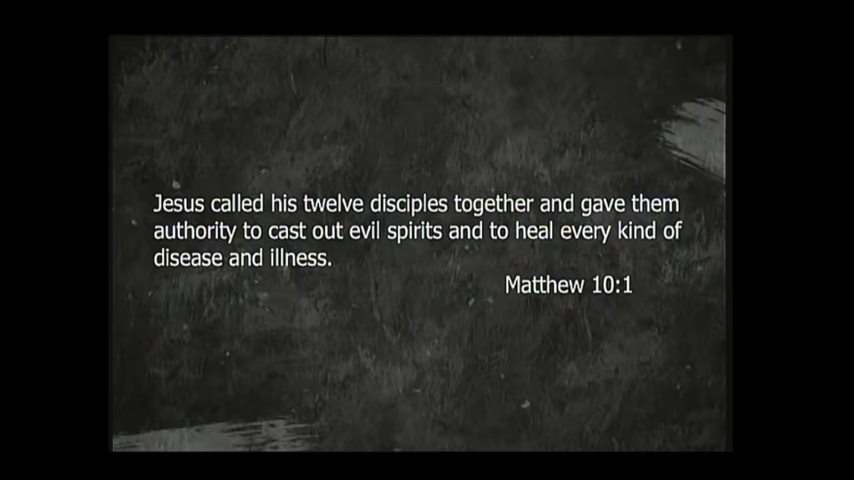 Jesus called his twelve disciples together and gave them
authority to cast out evil spirits and to heal every kind of
disease and illness.
Matthew 10:1